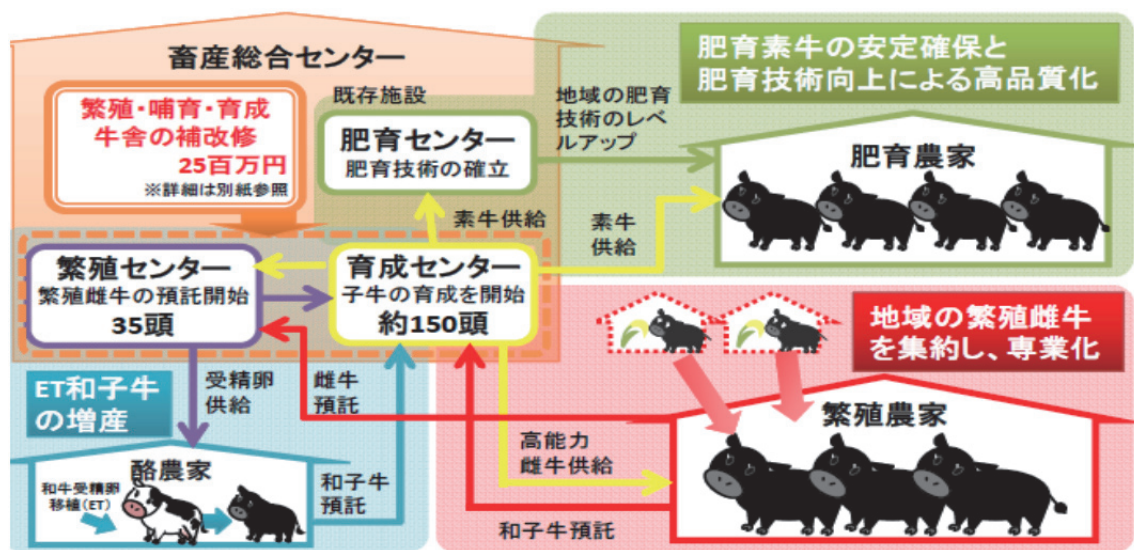 畜産総合センター
繁殖・哺育・育成
牛舎の補改修
25百万円
※詳細は別紙参照
既存施設
肥育センター
肥育技術の確立
地域の肥育
技術のレベ
ルアップ
肥育素牛の安定確保と
肥育技術向上による高品質化
肥育農家
素牛供給
素牛
供給
繁殖センター
繁殖雌牛の預託開始
35頭
育成センター
子牛の育成を開始
約150頭
地域の繁殖雌牛
を集約し、専業化
ET和子牛
の増産
受精卵
供給
雌牛
預託
繁殖農家
高能力
雌牛供給
酪農家
和牛受精卵
移植(ET)
和子牛
預託
和子牛預託